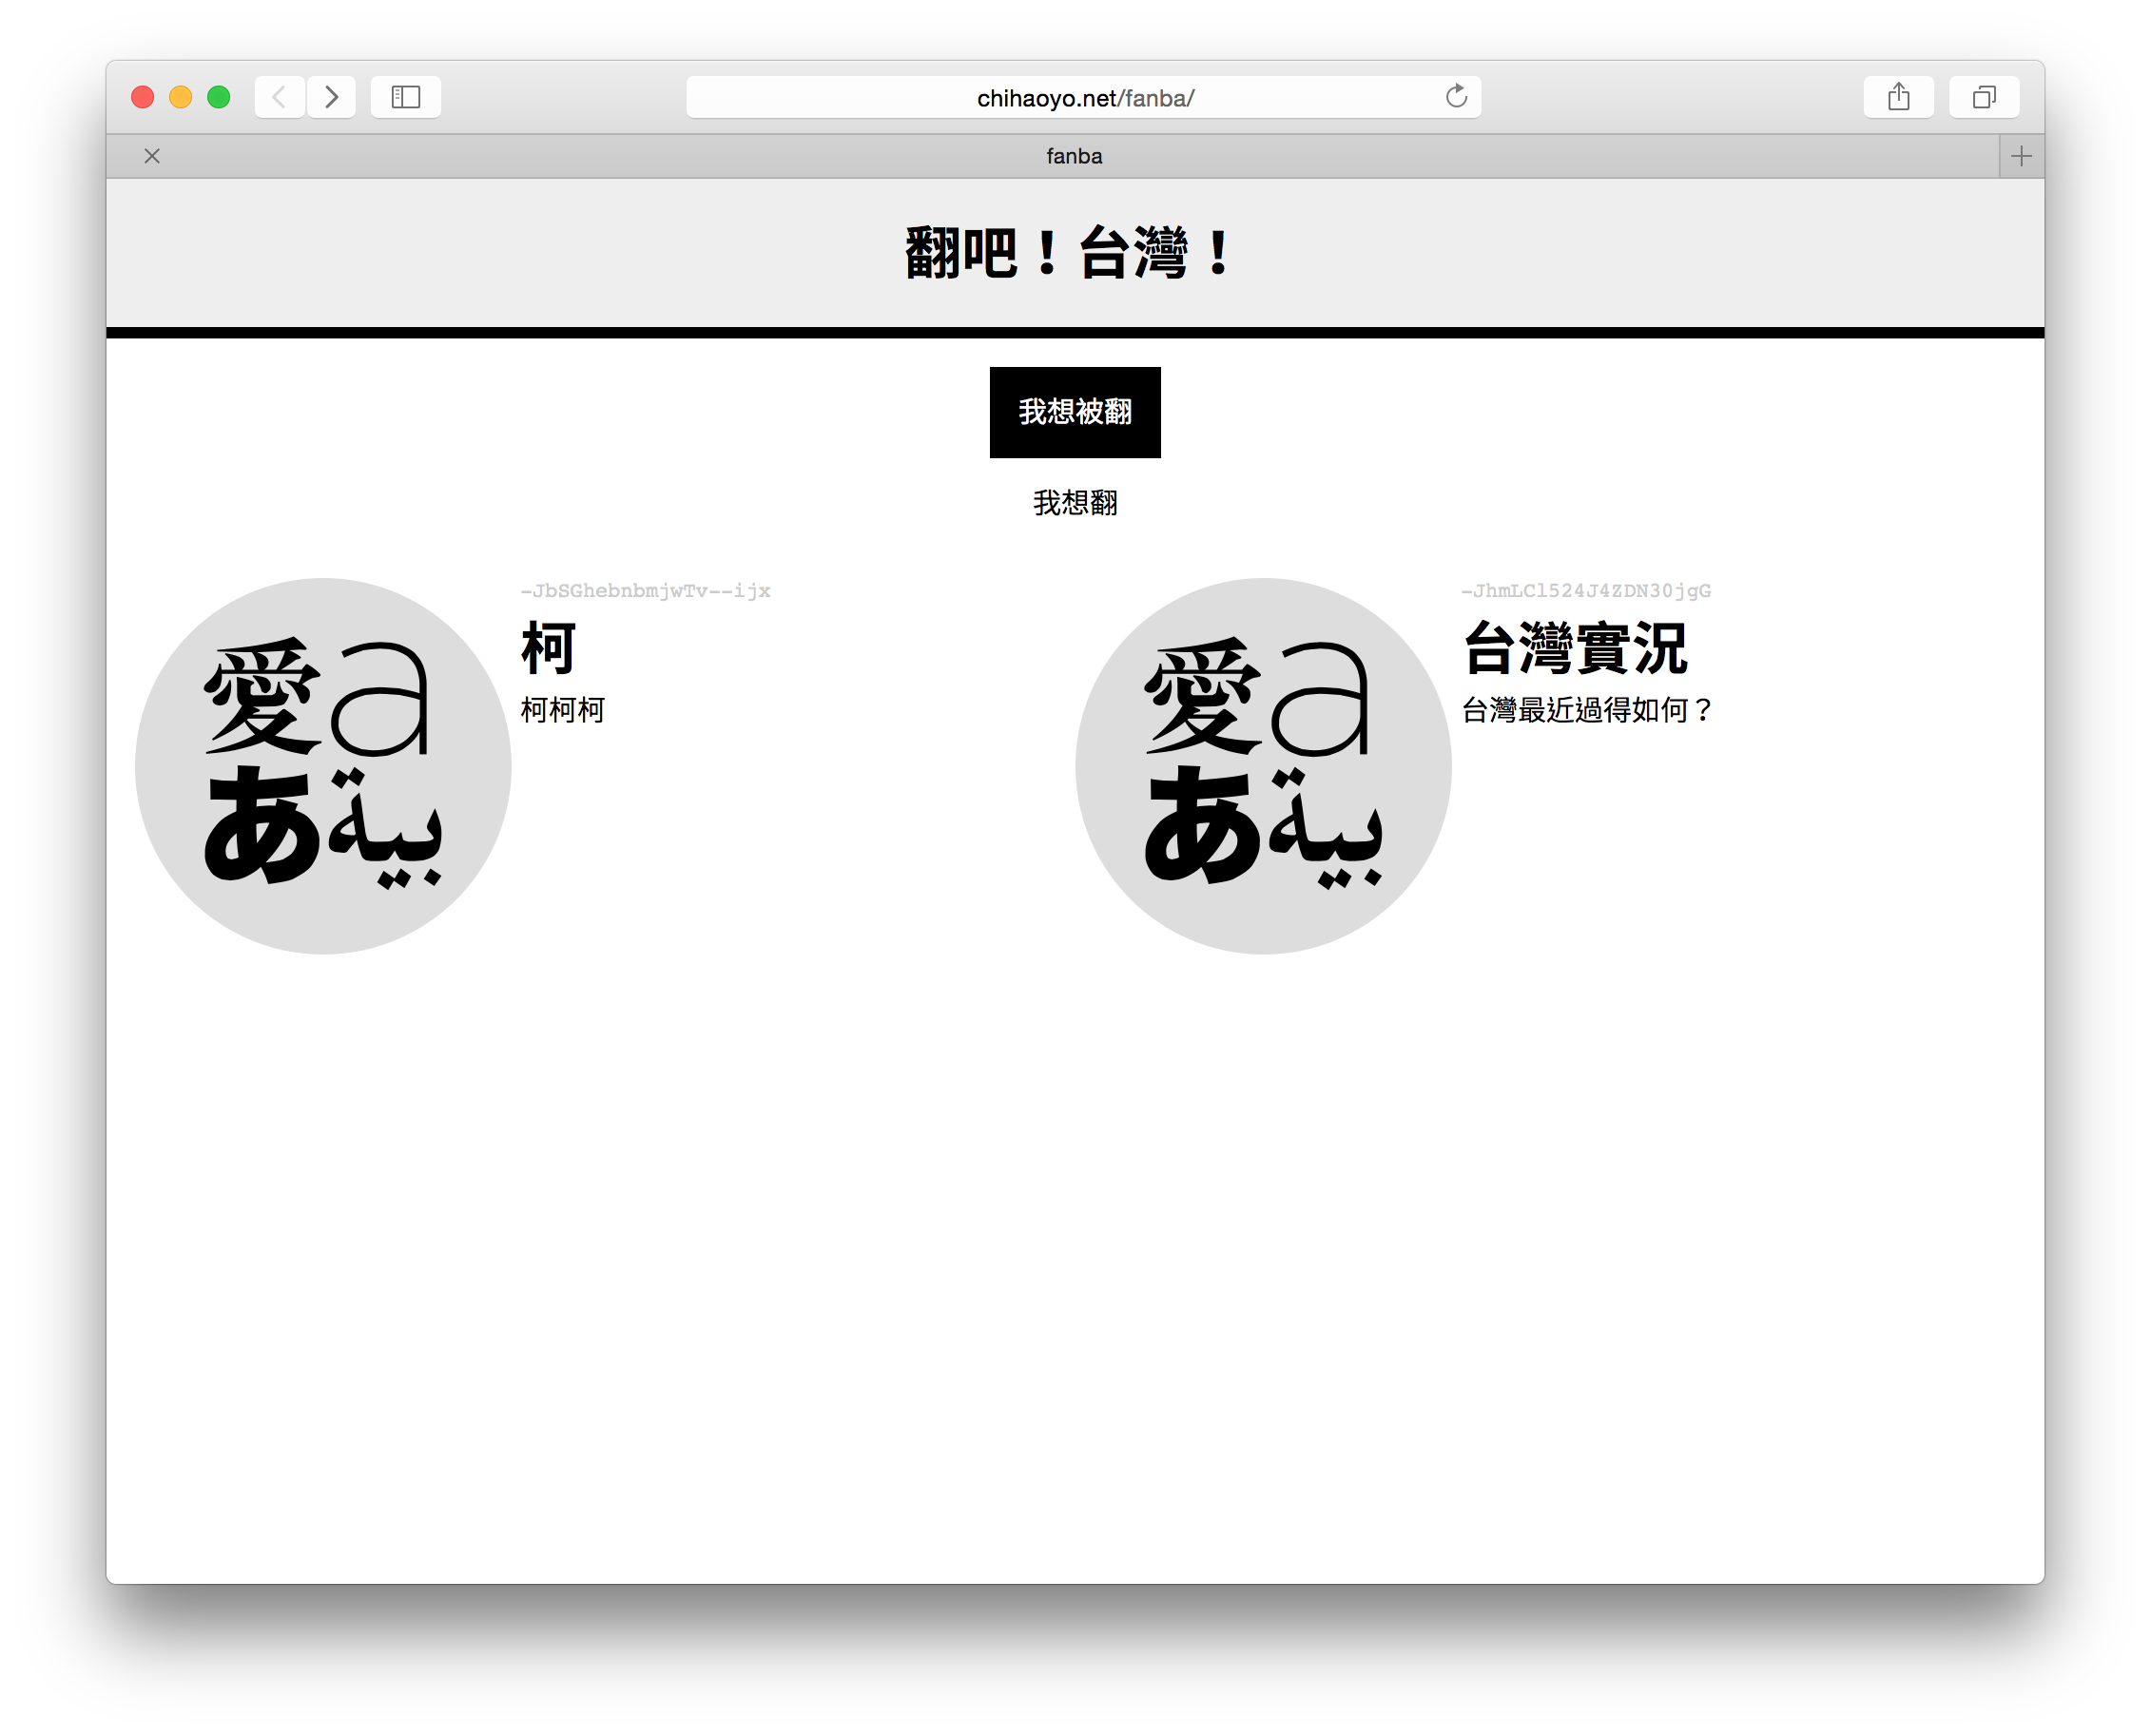 chihaoyo.net/fanba/
fanba
翻吧！台灣！
我想被翻
我想翻
愛a
あبية
-JbSGhebnbmjwTv--ijx
柯
柯柯柯
愛a
あبية
-JhmLCl524J4ZDN30jgG
台灣實況
台灣最近過得如何？